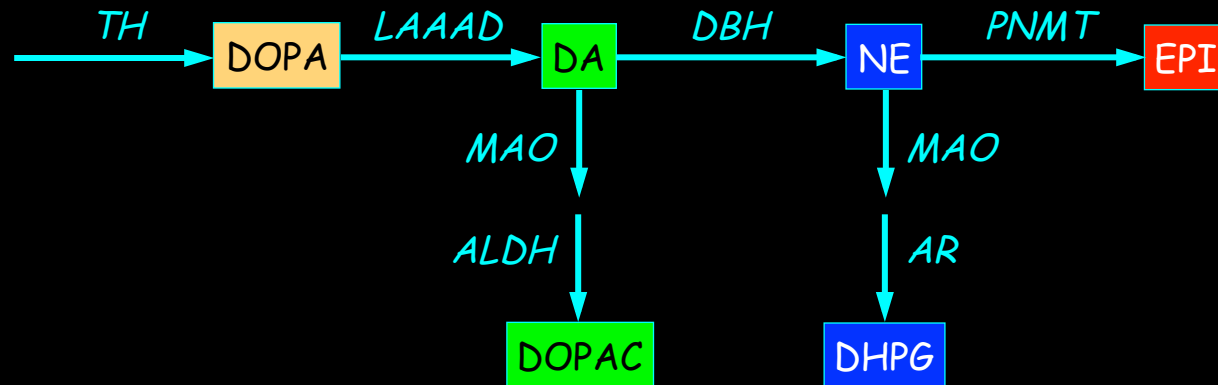 TH LAAAD DBH PNMT
DOPA DA NE EPI
MAO MAO
ALDH AR
DOPAC DHPG